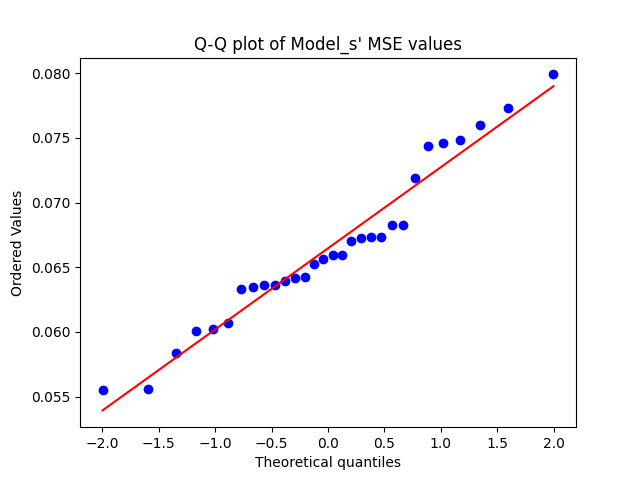 Q-Q plot of Model_s' MSE values
0.080
0.075
0.070
0.065
0.060
0.055
Ordered Values
−2.0 −1.5 −1.0 −0.5 0.0 0.5 1.0 1.5 2.0
Theoretical quantiles